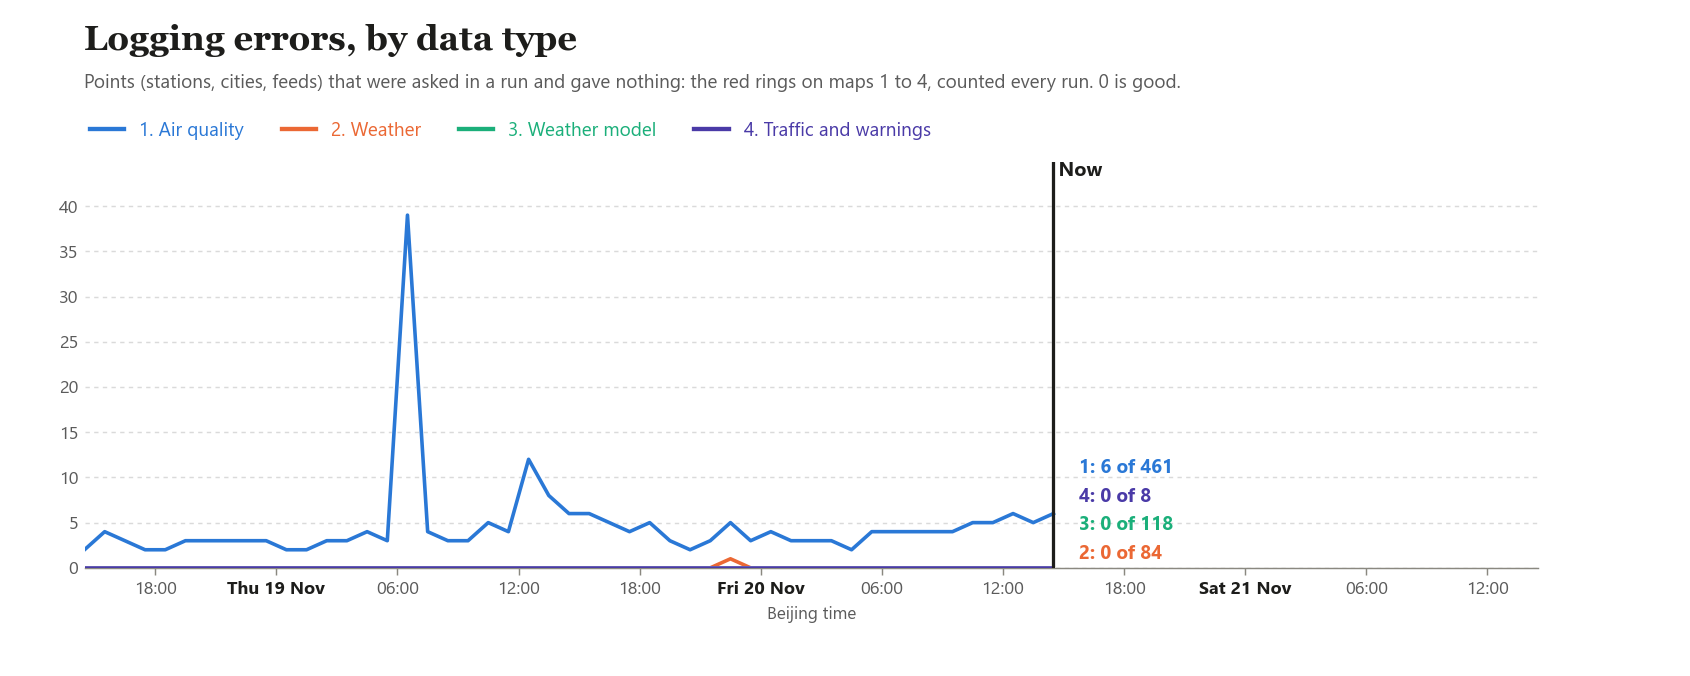 Logging errors, by data type
Points (stations, cities, feeds) that were asked in a run and gave nothing: the red rings on maps 1 to 4, counted every run. 0 is good.
1. Air quality 2. Weather 3. Weather model 4. Traffic and warnings
Now
40
35
30
25
20
15
10
5
0
1: 6 of 461
4: 0 of 8
3: 0 of 118
2: 0 of 84
18:00 Thu 19 Nov 06:00 12:00 18:00 Fri 20 Nov 06:00 12:00 18:00 Sat 21 Nov 06:00 12:00
Beijing time